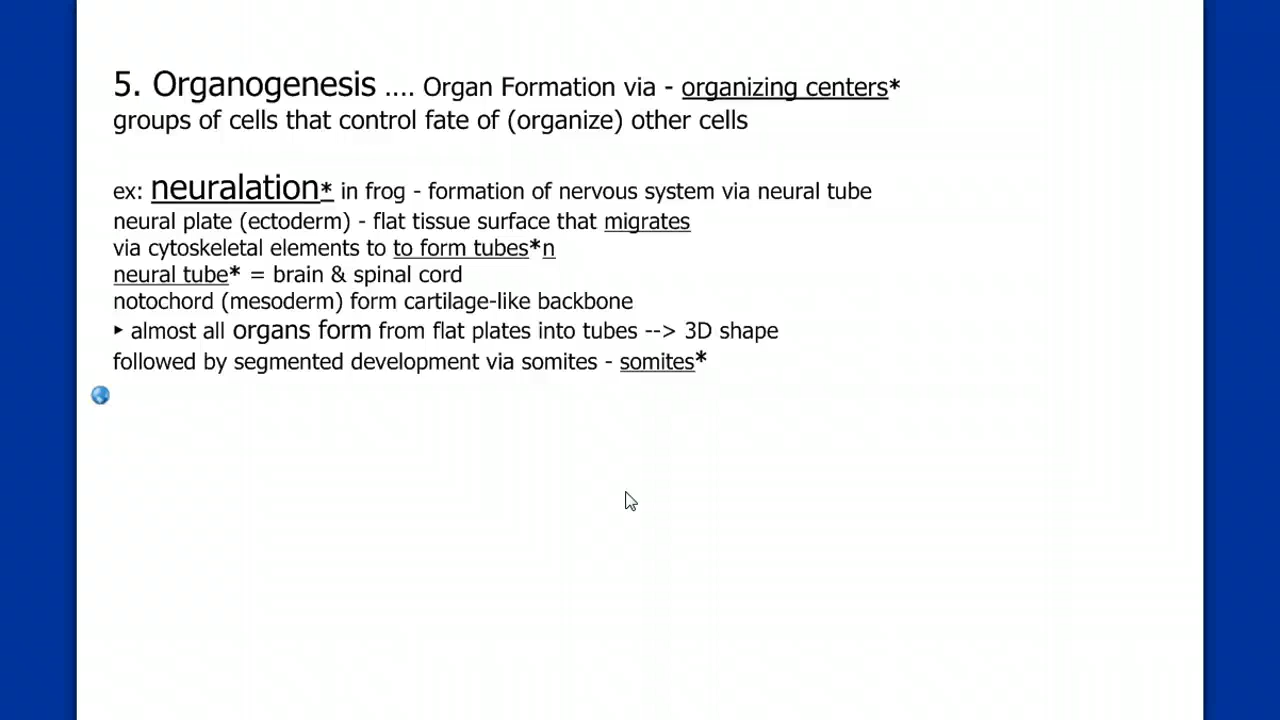 5. Organogenesis .... Organ Formation via - organizing centers*
groups of cells that control fate of (organize) other cells
ex: neuralation* in frog - formation of nervous system via neural tube
neural plate (ectoderm) - flat tissue surface that migrates
via cytoskeletal elements to to form tubes*n
neural tube* = brain & spinal cord
notochord (mesoderm) form cartilage-like backbone
‣ almost all organs form from flat plates into tubes --> 3D shape
followed by segmented development via somites - somites*